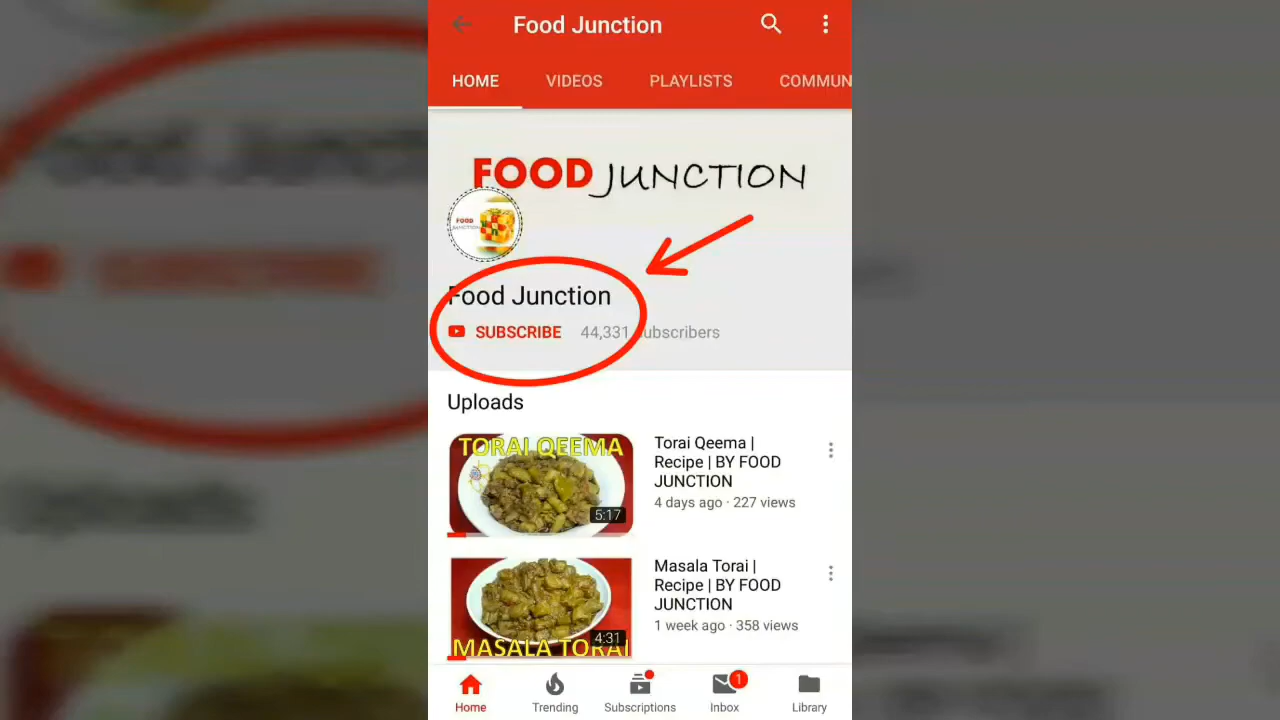 Food Junction
HOME VIDEOS PLAYLISTS COMMUN
FOOD JUNCTION
FOOD
JUNCTION
Food Junction
SUBSCRIBE 44,331 subscribers
Uploads
TORAI QEEMA
5:17
Torai Qeema |
Recipe | BY FOOD
JUNCTION
4 days ago · 227 views
4:31
MASALA TORAI
Masala Torai |
Recipe | BY FOOD
JUNCTION
1 week ago · 358 views
1
Home Trending Subscriptions Inbox Library